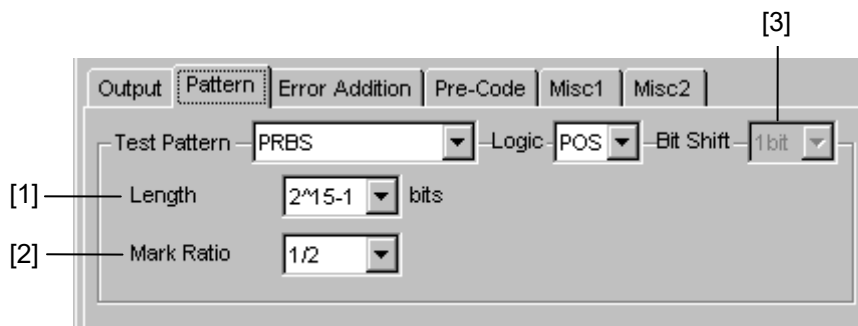 [3]
Output Pattern Error Addition Pre-Code Misc1 Misc2
Test Pattern PRBS Logic POS Bit Shift 1bit
[1] Length 2^15-1 bits
[2] Mark Ratio 1/2